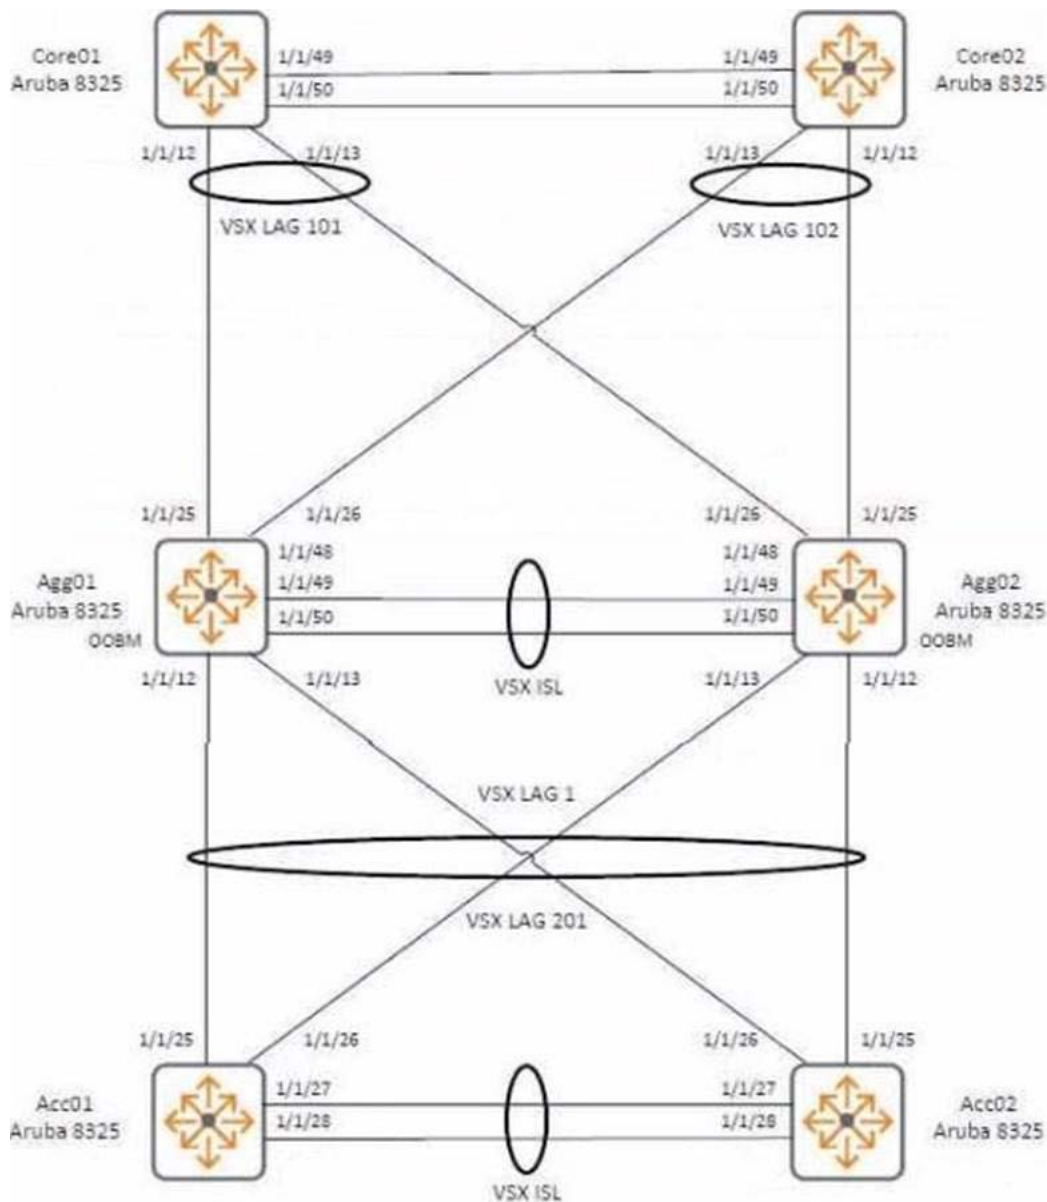 Core01
Aruba 8325
1/1/49
1/1/49
Core02
Aruba 8325
1/1/50
1/1/50
1/1/12
1/1/13
1/1/13
1/1/12
VSX LAG 101
VSX LAG 102
1/1/25
1/1/26
1/1/26
1/1/25
Agg01
Aruba 8325
OOBM
1/1/48
1/1/48
1/1/49
1/1/49
1/1/50
1/1/50
Agg02
Aruba 8325
OOBM
VSX ISL
1/1/12
1/1/13
1/1/13
1/1/12
VSX LAG 1
VSX LAG 201
1/1/25
1/1/26
1/1/26
1/1/25
Acc01
Aruba 8325
1/1/27
1/1/27
1/1/28
1/1/28
Acc02
Aruba 8325
VSX ISL